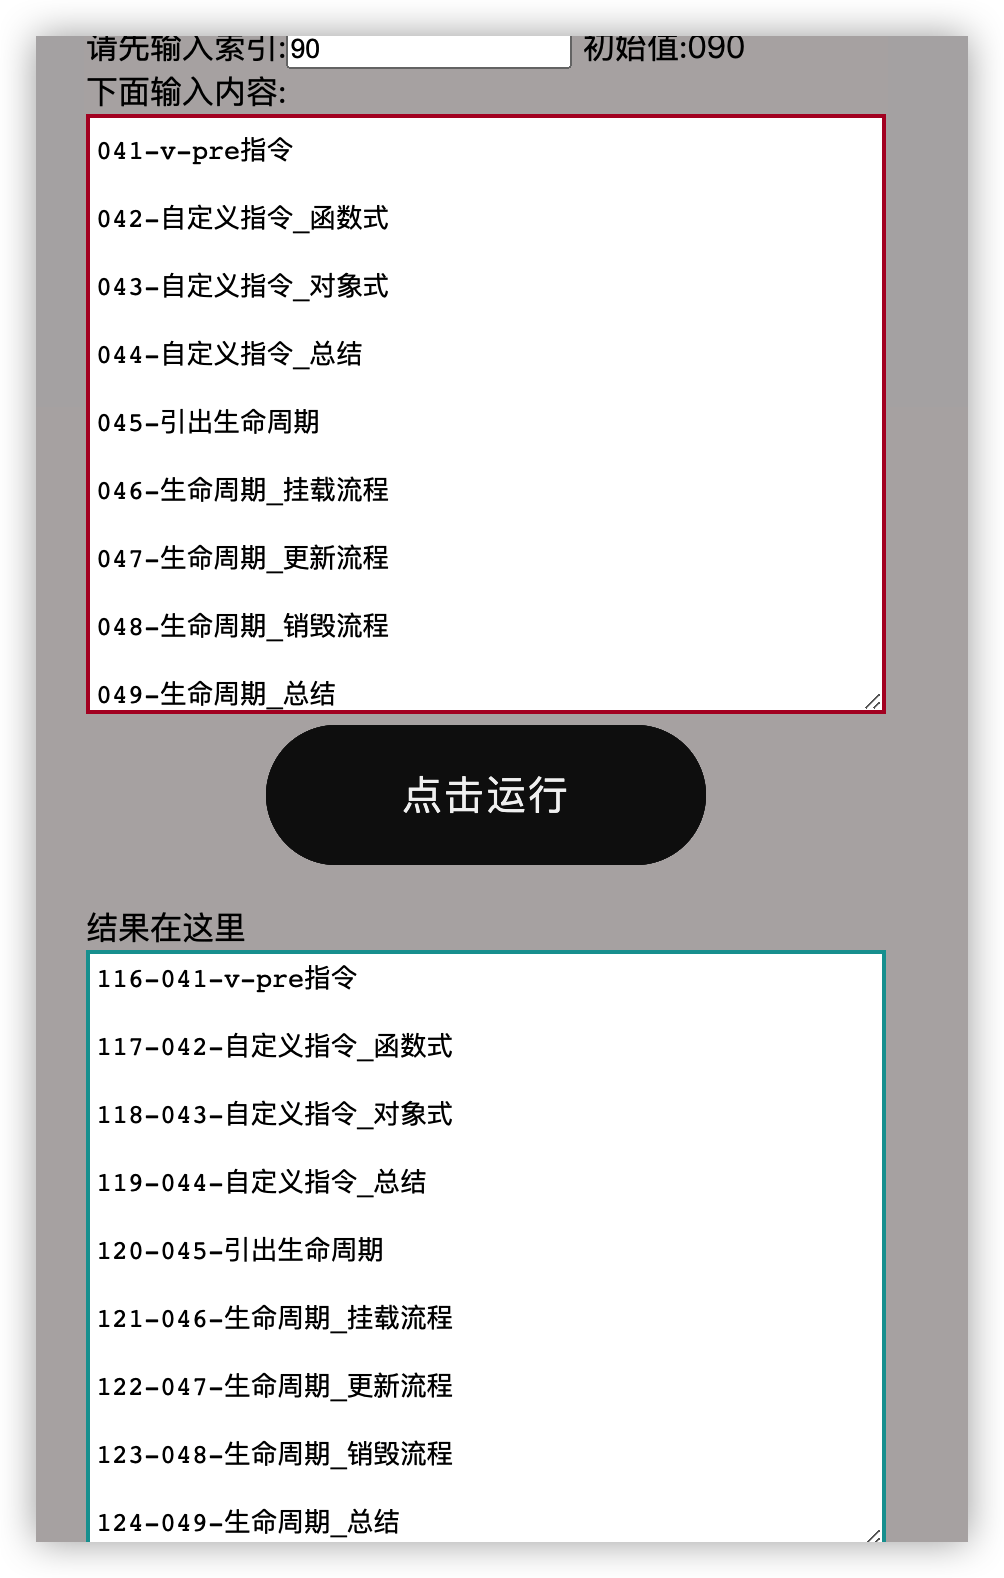 请先输入索引:90 初始值:090
下面输入内容:
041-v-pre指令
042-自定义指令_函数式
043-自定义指令_对象式
044-自定义指令_总结
045-引出生命周期
046-生命周期_挂载流程
047-生命周期_更新流程
048-生命周期_销毁流程
049-生命周期_总结
点击运行
结果在这里
116-041-v-pre指令
117-042-自定义指令_函数式
118-043-自定义指令_对象式
119-044-自定义指令_总结
120-045-引出生命周期
121-046-生命周期_挂载流程
122-047-生命周期_更新流程
123-048-生命周期_销毁流程
124-049-生命周期_总结